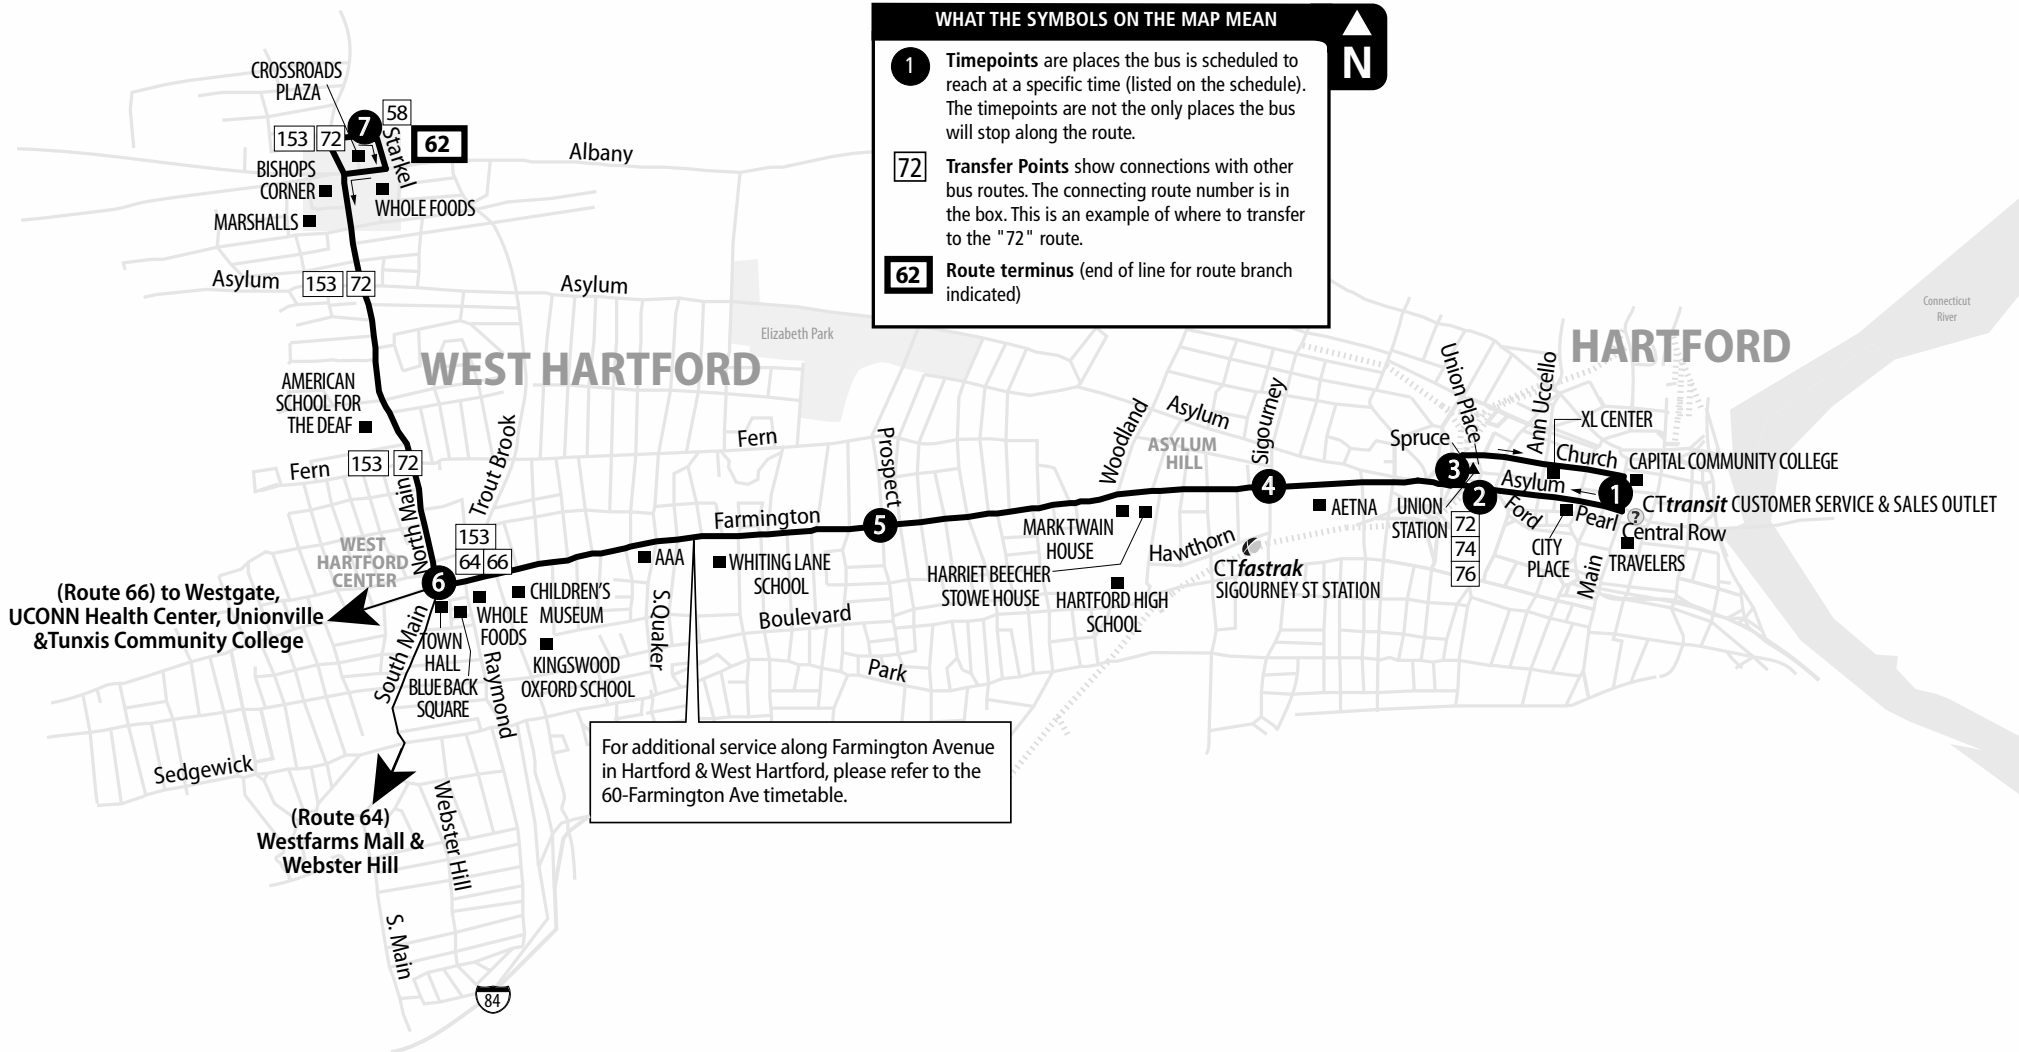 WHAT THE SYMBOLS ON THE MAP MEAN
N
1
Timepoints are places the bus is scheduled to
reach at a specific time (listed on the schedule).
The timepoints are not the only places the bus
will stop along the route.
72
Transfer Points show connections with other
bus routes. The connecting route number is in
the box. This is an example of where to transfer
to the "72" route.
62
Route terminus (end of line for route branch
indicated)
CROSSROADS
PLAZA
58
7
153 72
Starkel
62
Albany
BISHOPS
CORNER
WHOLE FOODS
MARSHALLS
Asylum
153 72
Asylum
Elizabeth Park
Connecticut
River
WEST HARTFORD
HARTFORD
AMERICAN
SCHOOL FOR
THE DEAF
Fern
153 72
North Main
Trout Brook
Fern
Prospect
Woodland
Asylum
ASYLUM
HILL
Sigourney
Union Place
Spruce
Ann Uccello
XL CENTER
Church
CAPITAL COMMUNITY COLLEGE
3
Asylum
1
CTtransit CUSTOMER SERVICE & SALES OUTLET
4
AETNA
UNION
STATION
2
Ford
Pearl
?
Central Row
72
74
76
CITY
PLACE
Main
TRAVELERS
5
Farmington
MARK TWAIN
HOUSE
Hawthorn
HARRIET BEECHER
STOWE HOUSE
HARTFORD HIGH
SCHOOL
CTfastrak
SIGOURNEY ST STATION
153
64 66
AAA
WHITING LANE
SCHOOL
WEST
HARTFORD
CENTER
6
CHILDREN'S
MUSEUM
WHOLE
FOODS
S.Quaker
Boulevard
Park
(Route 66) to Westgate,
UCONN Health Center, Unionville
&Tunxis Community College
South Main
TOWN
HALL
BLUE BACK
SQUARE
Raymond
KINGSWOOD
OXFORD SCHOOL
For additional service along Farmington Avenue
in Hartford & West Hartford, please refer to the
60-Farmington Ave timetable.
Sedgewick
(Route 64)
Westfarms Mall &
Webster Hill
Webster Hill
S. Main
84